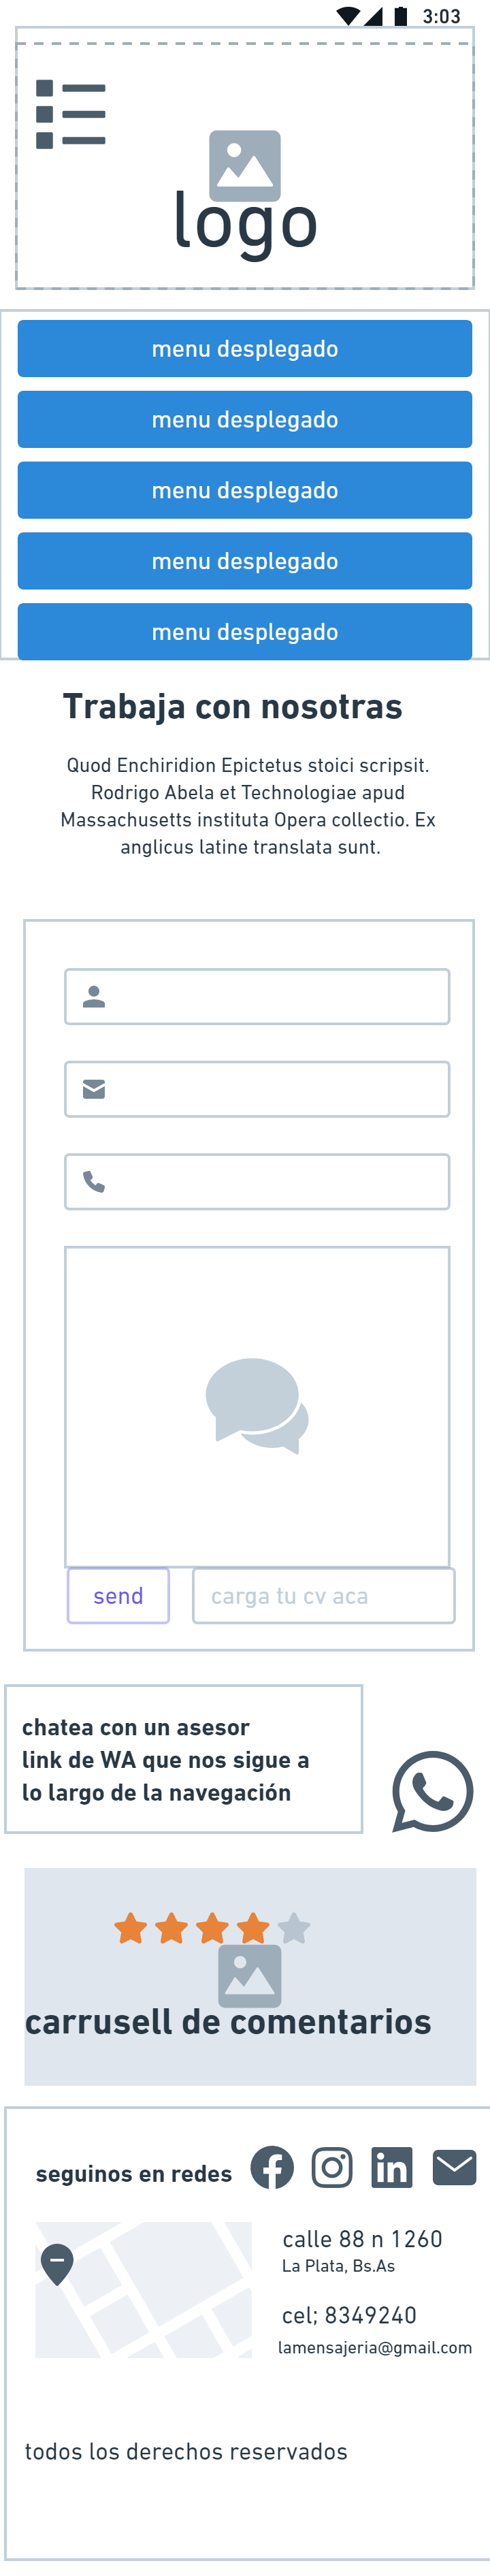 3:03
logo
menu desplegado
menu desplegado
menu desplegado
menu desplegado
menu desplegado
Trabaja con nosotras
Quod Enchiridion Epictetus stoici scripsit.
Rodrigo Abela et Technologiae apud
Massachusetts instituta Opera collectio. Ex
anglicus latine translata sunt.
send
carga tu cv aca
chatea con un asesor
link de WA que nos sigue a
lo largo de la navegación
carrusell de comentarios
seguinos en redes
calle 88 n 1260
La Plata, Bs.As
cel; 8349240
lamensajeria@gmail.com
todos los derechos reservados